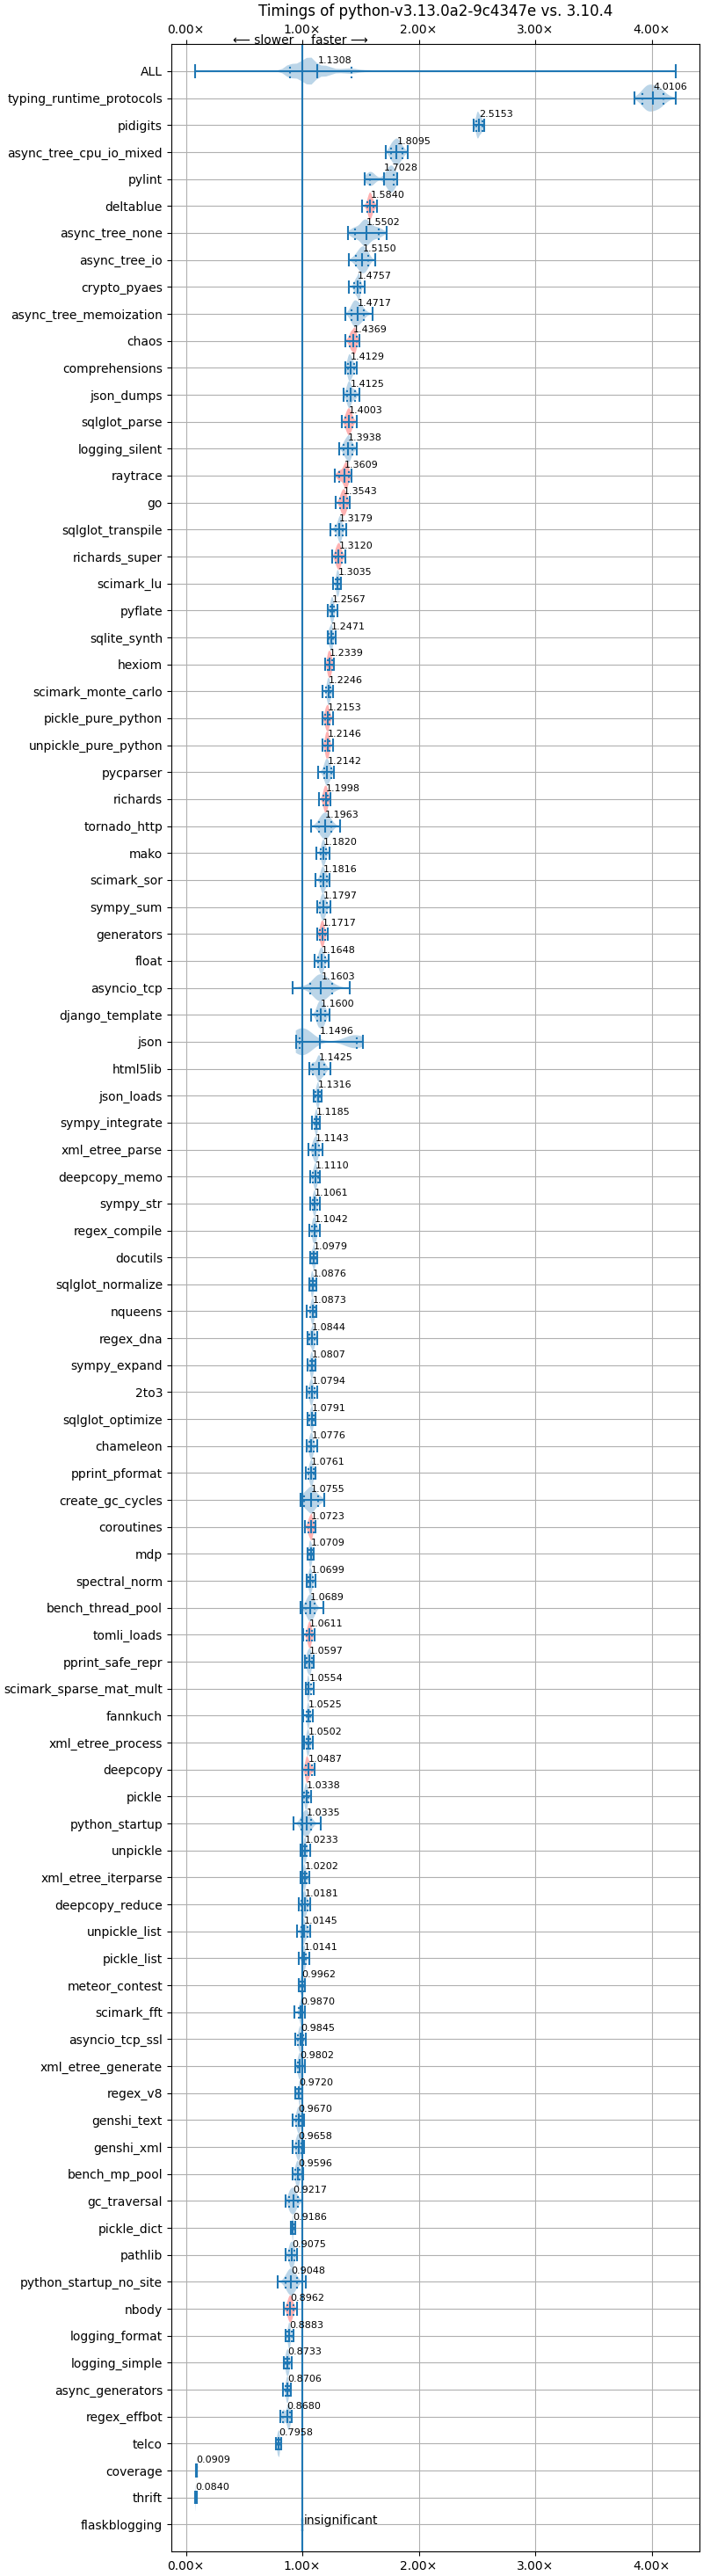 Timings of python-v3.13.0a2-9c4347e vs. 3.10.4
0.00× 1.00× 2.00× 3.00× 4.00×
⟵ slower faster ⟶
ALL 1.1308
typing_runtime_protocols 4.0106
pidigits 2.5153
async_tree_cpu_io_mixed 1.8095
pylint 1.7028
deltablue 1.5840
async_tree_none 1.5502
async_tree_io 1.5150
crypto_pyaes 1.4757
async_tree_memoization 1.4717
chaos 1.4369
comprehensions 1.4129
json_dumps 1.4125
sqlglot_parse 1.4003
logging_silent 1.3938
raytrace 1.3609
go 1.3543
sqlglot_transpile 1.3179
richards_super 1.3120
scimark_lu 1.3035
pyflate 1.2567
sqlite_synth 1.2471
hexiom 1.2339
scimark_monte_carlo 1.2246
pickle_pure_python 1.2153
unpickle_pure_python 1.2146
pycparser 1.2142
richards 1.1998
tornado_http 1.1963
mako 1.1820
scimark_sor 1.1816
sympy_sum 1.1797
generators 1.1717
float 1.1648
asyncio_tcp 1.1603
django_template 1.1600
json 1.1496
html5lib 1.1425
json_loads 1.1316
sympy_integrate 1.1185
xml_etree_parse 1.1143
deepcopy_memo 1.1110
sympy_str 1.1061
regex_compile 1.1042
docutils 1.0979
sqlglot_normalize 1.0876
nqueens 1.0873
regex_dna 1.0844
sympy_expand 1.0807
2to3 1.0794
sqlglot_optimize 1.0791
chameleon 1.0776
pprint_pformat 1.0761
create_gc_cycles 1.0755
coroutines 1.0723
mdp 1.0709
spectral_norm 1.0699
bench_thread_pool 1.0689
tomli_loads 1.0611
pprint_safe_repr 1.0597
scimark_sparse_mat_mult 1.0554
fannkuch 1.0525
xml_etree_process 1.0502
deepcopy 1.0487
pickle 1.0338
python_startup 1.0335
unpickle 1.0233
xml_etree_iterparse 1.0202
deepcopy_reduce 1.0181
unpickle_list 1.0145
pickle_list 1.0141
meteor_contest 0.9962
scimark_fft 0.9870
asyncio_tcp_ssl 0.9845
xml_etree_generate 0.9802
regex_v8 0.9720
genshi_text 0.9670
genshi_xml 0.9658
bench_mp_pool 0.9596
gc_traversal 0.9217
pickle_dict 0.9186
pathlib 0.9075
python_startup_no_site 0.9048
nbody 0.8962
logging_format 0.8883
logging_simple 0.8733
async_generators 0.8706
regex_effbot 0.8680
telco 0.7958
coverage 0.0909
thrift 0.0840
flaskblogging insignificant
0.00× 1.00× 2.00× 3.00× 4.00×